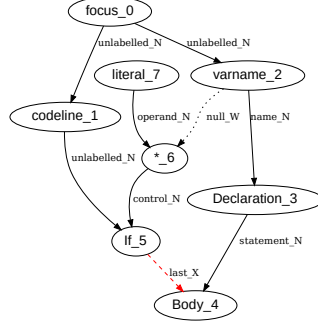 focus_0
unlabelled_N
unlabelled_N
literal_7
varname_2
codeline_1
operand_N
null_W
name_N
unlabelled_N
*_6
control_N
Declaration_3
If_5
statement_N
last_X
Body_4